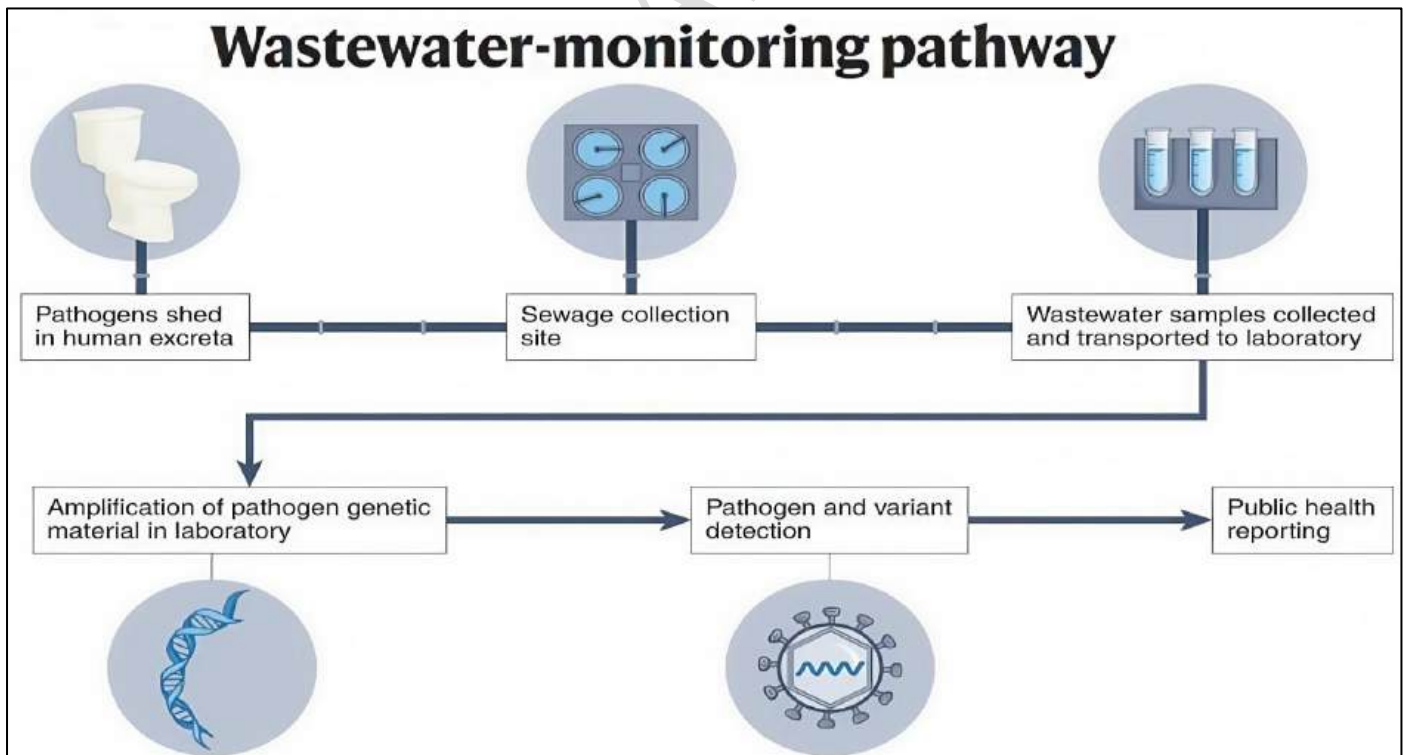 Wastewater-monitoring pathway
Pathogens shed
in human excreta
Sewage collection
site
Wastewater samples collected
and transported to laboratory
Amplification of pathogen genetic
material in laboratory
Pathogen and variant
detection
Public health
reporting